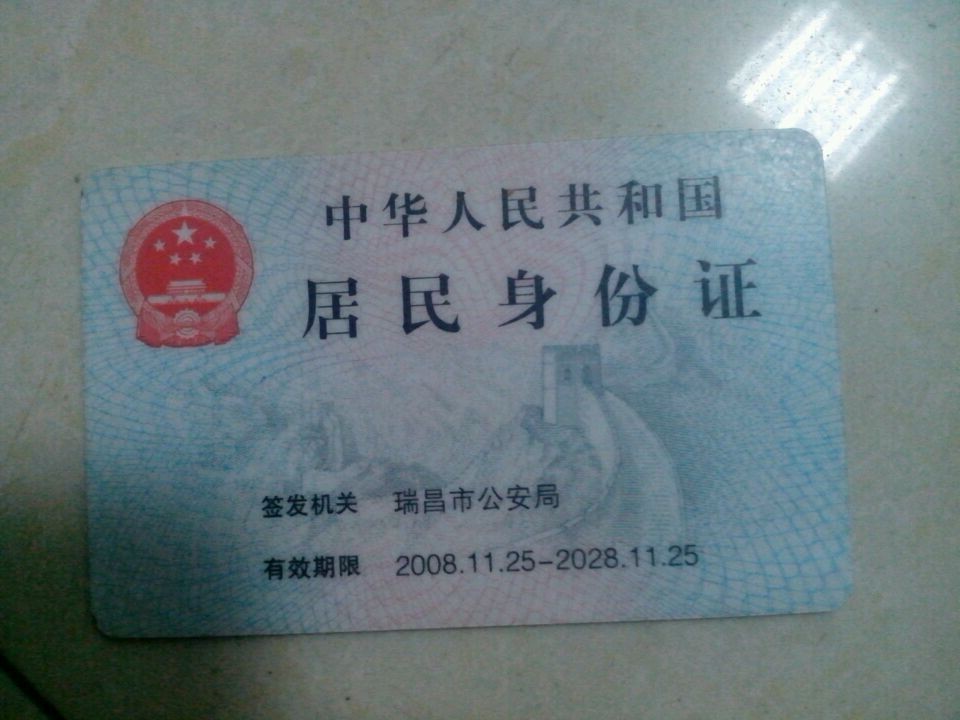 中华人民共和国
居民身份证
签发机关 瑞昌市公安局
有效期限 2008.11.25-2028.11.25